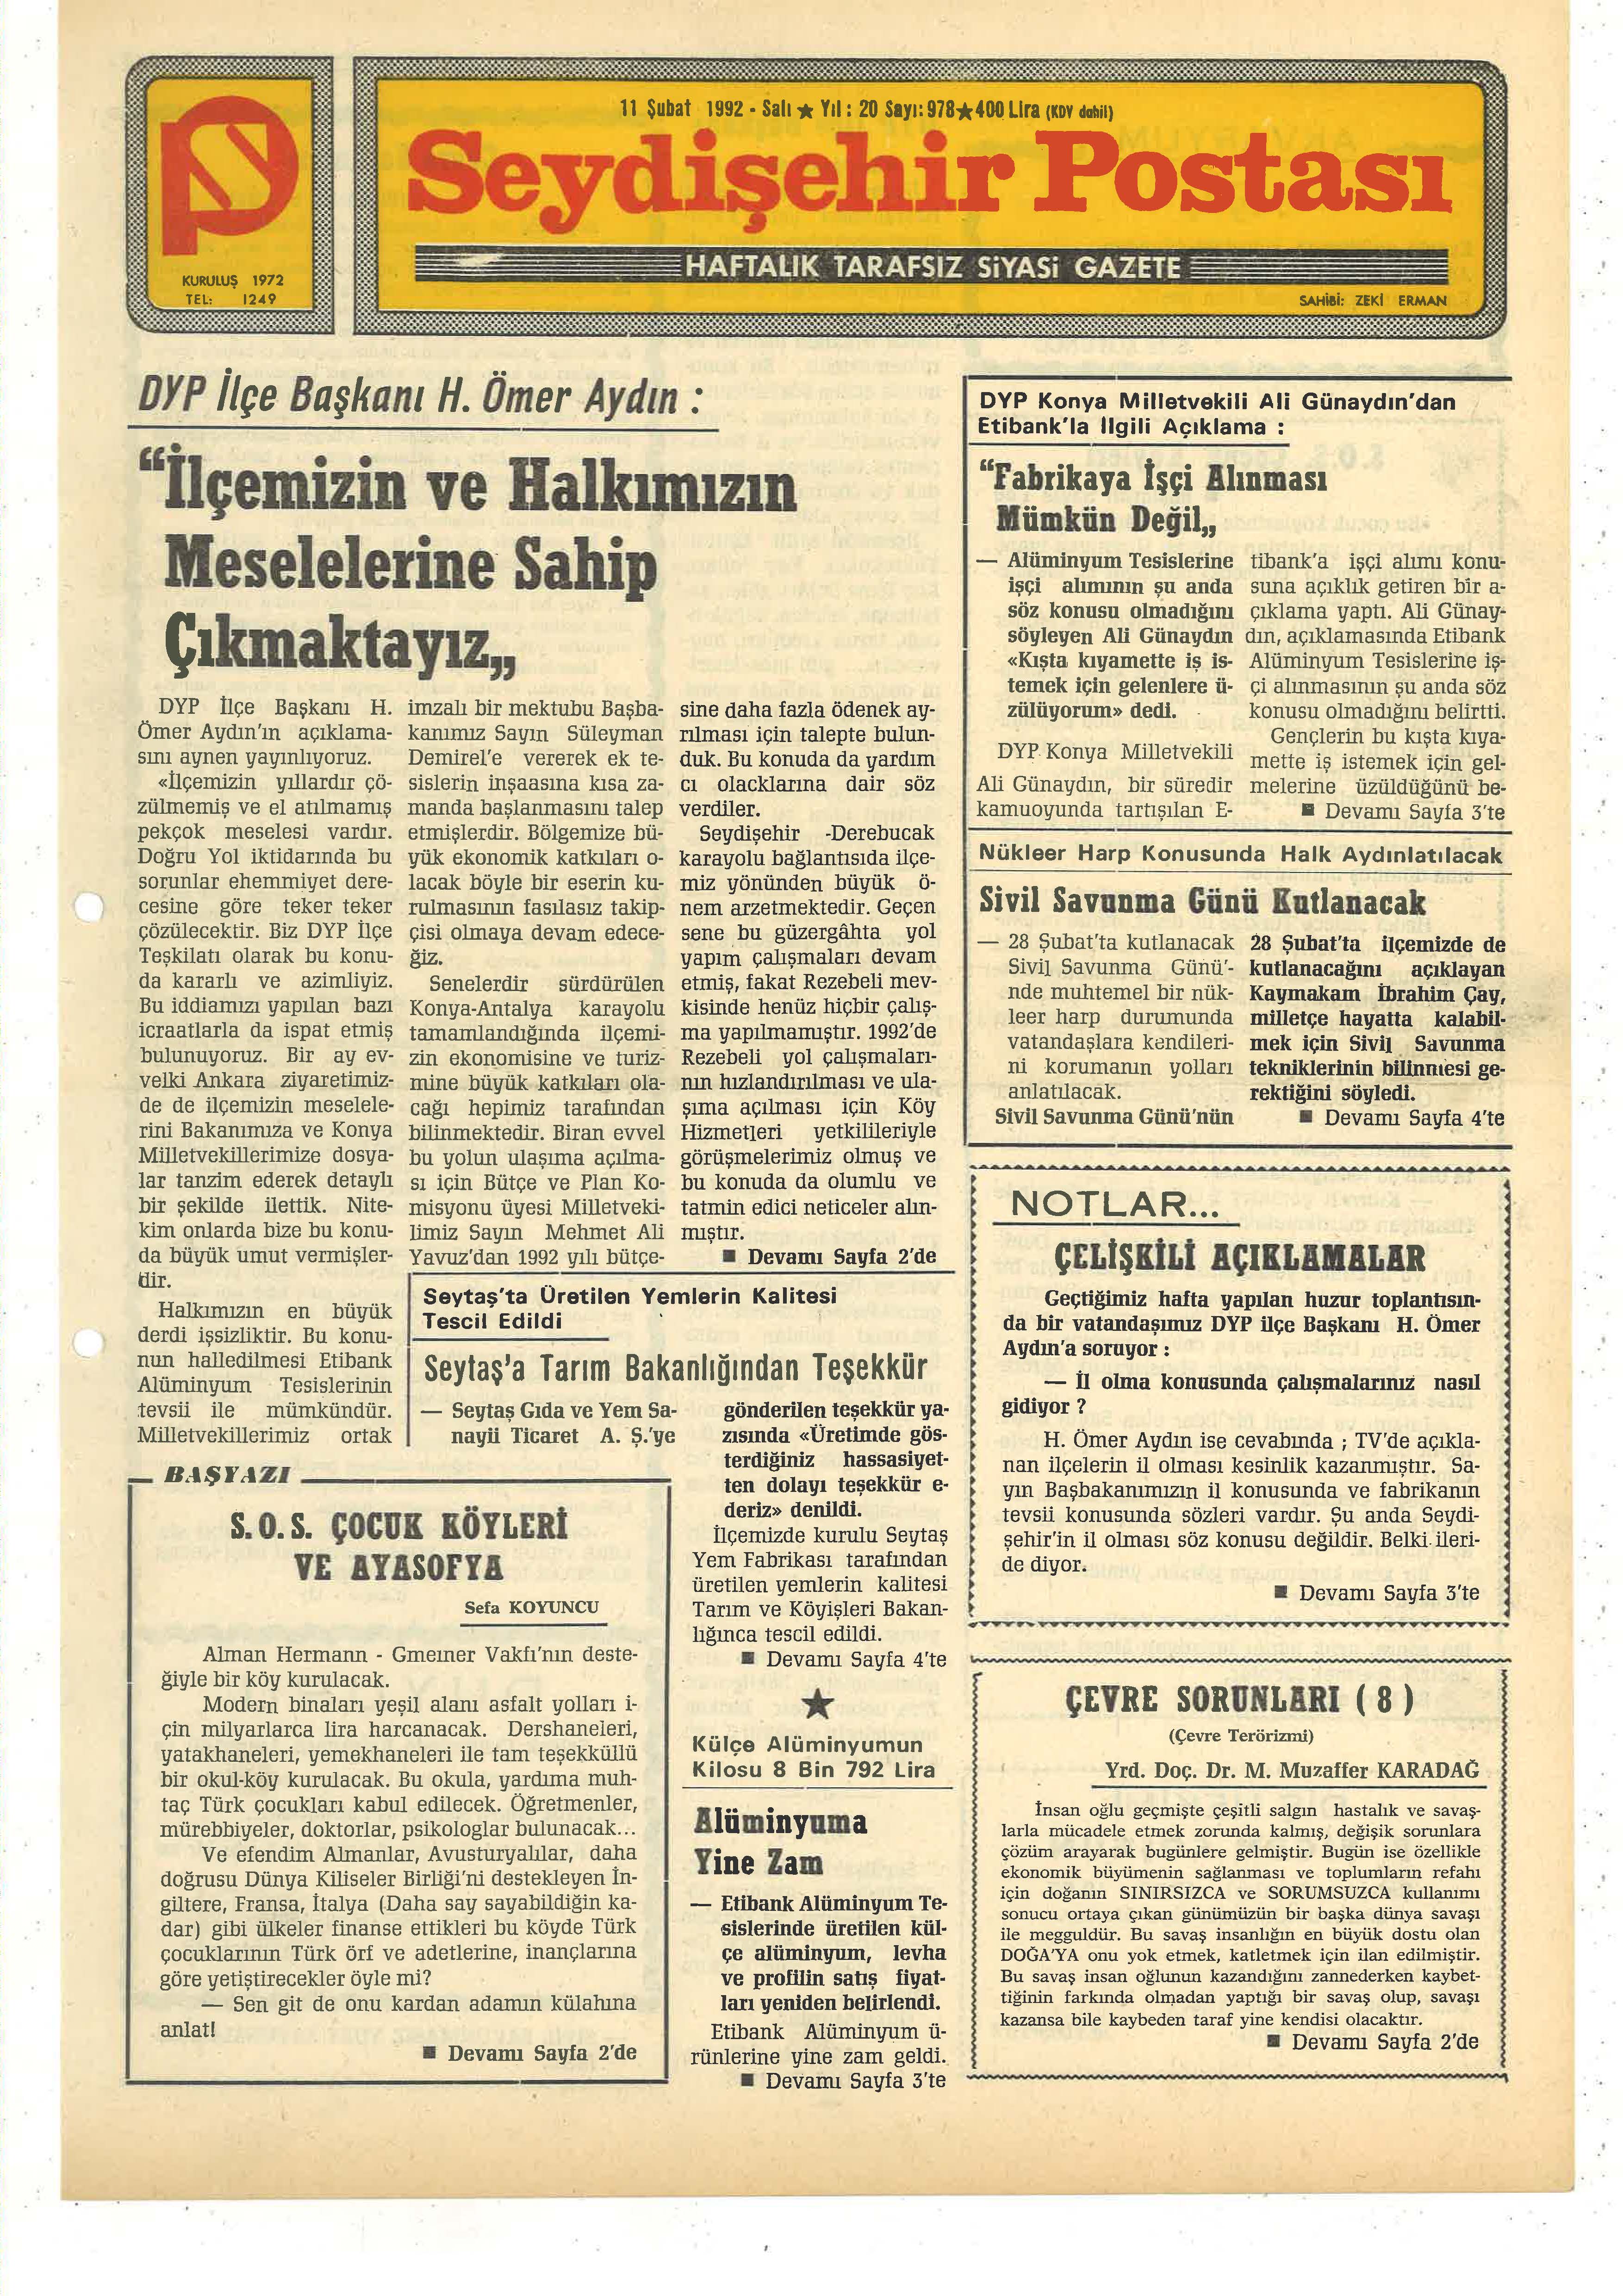 11 Şubat 1992 - Salı ★ Yıl: 20 Sayı: 978 ★ 400 Lira (KDV dahil)
Seydişehir Postası
HAFTALIK TARAFSIZ SİYASİ GAZETE
SAHİBİ: ZEKİ ERMAN
KURULUŞ 1972
TEL: 1249
DYP İlçe Başkanı H. Ömer Aydın :
“İlçemizin ve Halkımızın
Meselelerine Sahip
Çıkmaktayız„
DYP İlçe Başkanı H.
Ömer Aydın'ın açıklama-
sını aynen yayınlıyoruz.
«İlçemizin yıllardır çö-
zülmemiş ve el atılmamış
pekçok meselesi vardır.
Doğru Yol iktidarında bu
sorunlar ehemmiyet dere-
cesine göre teker teker
çözülecektir. Biz DYP İlçe
Teşkilatı olarak bu konu-
da kararlı ve azimliyiz.
Bu iddiamızı yapılan bazı
icraatlarla da ispat etmiş
bulunuyoruz. Bir ay ev-
velki Ankara ziyaretimiz-
de de ilçemizin meselele-
rini Bakanımıza ve Konya
Milletvekillerimize dosya-
lar tanzim ederek detaylı
bir şekilde ilettik. Nite-
kim onlarda bize bu konu-
da büyük umut vermişler-
dir.
Halkımızın en büyük
derdi işsizliktir. Bu konu-
nun halledilmesi Etibank
Alüminyum Tesislerinin
tevsii ile mümkündür.
Milletvekillerimiz ortak
imzalı bir mektubu Başba-
kanımız Sayın Süleyman
Demirel'e vererek ek te-
sislerin inşaasına kısa za-
manda başlanmasını talep
etmişlerdir. Bölgemize bü-
yük ekonomik katkıları o-
lacak böyle bir eserin ku-
rulmasının fasılasız takip-
çisi olmaya devam edece-
ğiz.
Senelerdir sürdürülen
Konya-Antalya karayolu
tamamlandığında ilçemi-
zin ekonomisine ve turiz-
mine büyük katkıları ola-
cağı hepimiz tarafından
bilinmektedir. Biran evvel
bu yolun ulaşıma açılma-
sı için Bütçe ve Plan Ko-
misyonu üyesi Milletveki-
limiz Sayın Mehmet Ali
Yavuz'dan 1992 yılı bütçe-
sine daha fazla ödenek ay-
rılması için talepte bulun-
duk. Bu konuda da yardım
cı olacklarına dair söz
verdiler.
Seydişehir -Derebucak
karayolu bağlantısıda ilçe-
miz yönünden büyük ö-
nem arzetmektedir. Geçen
sene bu güzergâhta yol
yapım çalışmaları devam
etmiş, fakat Rezebeli mev-
kisinde henüz hiçbir çalış-
ma yapılmamıştır. 1992'de
Rezebeli yol çalışmaları-
nın hızlandırılması ve ula-
şıma açılması için Köy
Hizmetleri yetkilileriyle
görüşmelerimiz olmuş ve
bu konuda da olumlu ve
tatmin edici neticeler alın-
mıştır.
■ Devamı Sayfa 2'de
DYP Konya Milletvekili Ali Günaydın'dan
Etibank'la İlgili Açıklama :
“Fabrikaya İşçi Alınması
Mümkün Değil„
— Alüminyum Tesislerine
işçi alımının şu anda
söz konusu olmadığını
söyleyen Ali Günaydın
«Kışta kıyamette iş is-
temek için gelenlere ü-
zülüyorum» dedi.
DYP Konya Milletvekili
Ali Günaydın, bir süredir
kamuoyunda tartışılan E-
tibank'a işçi alımı konu-
suna açıklık getiren bir a-
çıklama yaptı. Ali Günay-
dın, açıklamasında Etibank
Alüminyum Tesislerine iş-
çi alınmasının şu anda söz
konusu olmadığını belirtti.
Gençlerin bu kışta kıya-
mette iş istemek için gel-
melerine üzüldüğünü be-
■ Devamı Sayfa 3'te
Nükleer Harp Konusunda Halk Aydınlatılacak
Sivil Savunma Günü Kutlanacak
— 28 Şubat'ta kutlanacak
Sivil Savunma Günü'-
nde muhtemel bir nük-
leer harp durumunda
vatandaşlara kendileri-
ni korumanın yolları
anlatılacak.
Sivil Savunma Günü'nün
28 Şubat'ta ilçemizde de
kutlanacağını açıklayan
Kaymakam İbrahim Çay,
milletçe hayatta kalabil-
mek için Sivil Savunma
tekniklerinin bilinmesi ge-
rektiğini söyledi.
■ Devamı Sayfa 4'te
NOTLAR...
ÇELİŞKİLİ AÇIKLAMALAR
Geçtiğimiz hafta yapılan huzur toplantısın-
da bir vatandaşımız DYP ilçe Başkanı H. Ömer
Aydın'a soruyor :
— İl olma konusunda çalışmalarınız nasıl
gidiyor ?
H. Ömer Aydın ise cevabında ; TV'de açıkla-
nan ilçelerin il olması kesinlik kazanmıştır. Sa-
yın Başbakanımızın il konusunda ve fabrikanın
tevsii konusunda sözleri vardır. Şu anda Seydi-
şehir'in il olması söz konusu değildir. Belki ileri-
de diyor.
■ Devamı Sayfa 3'te
Seytaş'ta Üretilen Yemlerin Kalitesi
Tescil Edildi
Seytaş'a Tarım Bakanlığından Teşekkür
— Seytaş Gıda ve Yem Sa-
nayii Ticaret A. Ş.'ye
gönderilen teşekkür ya-
zısında «Üretimde gös-
terdiğiniz hassasiyet-
ten dolayı teşekkür e-
deriz» denildi.
İlçemizde kurulu Seytaş
Yem Fabrikası tarafından
üretilen yemlerin kalitesi
Tarım ve Köyişleri Bakan-
lığınca tescil edildi.
■ Devamı Sayfa 4'te
★
Külçe Alüminyumun
Kilosu 8 Bin 792 Lira
Alüminyuma
Yine Zam
— Etibank Alüminyum Te-
sislerinde üretilen kül-
çe alüminyum, levha
ve profilin satış fiyat-
ları yeniden belirlendi.
Etibank Alüminyum ü-
rünlerine yine zam geldi.
■ Devamı Sayfa 3'te
BAŞYAZI
S.O.S. ÇOCUK KÖYLERİ
VE AYASOFYA
Sefa KOYUNCU
Alman Hermann - Gmeıner Vakfı'nın deste-
ğiyle bir köy kurulacak.
Modern binaları yeşil alanı asfalt yolları i-
çin milyarlarca lira harcanacak. Dershaneleri,
yatakhaneleri, yemekhaneleri ile tam teşekküllü
bir okul-köy kurulacak. Bu okula, yardıma muh-
taç Türk çocukları kabul edilecek. Öğretmenler,
mürebbiyeler, doktorlar, psikologlar bulunacak...
Ve efendim Almanlar, Avusturyalılar, daha
doğrusu Dünya Kiliseler Birliği'ni destekleyen İn-
giltere, Fransa, İtalya (Daha say sayabildiğin ka-
dar) gibi ülkeler finanse ettikleri bu köyde Türk
çocuklarının Türk örf ve adetlerine, inançlarına
göre yetiştirecekler öyle mi?
— Sen git de onu kardan adamın külahına
anlat!
■ Devamı Sayfa 2'de
ÇEVRE SORUNLARI ( 8 )
(Çevre Terörizmi)
Yrd. Doç. Dr. M. Muzaffer KARADAĞ
İnsan oğlu geçmişte çeşitli salgın hastalık ve savaş-
larla mücadele etmek zorunda kalmış, değişik sorunlara
çözüm arayarak bugünlere gelmiştir. Bugün ise özellikle
ekonomik büyümenin sağlanması ve toplumların refahı
için doğanın SINIRSIZCA ve SORUMSUZCA kullanımı
sonucu ortaya çıkan günümüzün bir başka dünya savaşı
ile megguldür. Bu savaş insanlığın en büyük dostu olan
DOĞA'YA onu yok etmek, katletmek için ilan edilmiştir.
Bu savaş insan oğlunun kazandığını zannederken kaybet-
tiğinin farkında olmadan yaptığı bir savaş olup, savaşı
kazansa bile kaybeden taraf yine kendisi olacaktır.
■ Devamı Sayfa 2'de